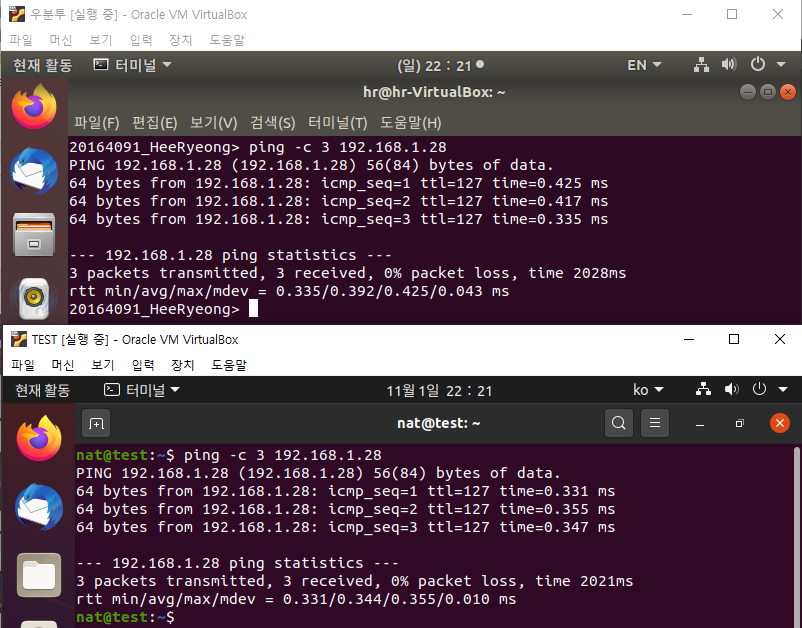 우분투 [실행 중] - Oracle VM VirtualBox
파일 머신 보기 입력 장치 도움말
현재 활동 터미널 (일) 22 : 21 EN
hr@hr-VirtualBox: ~
파일(F) 편집(E) 보기(V) 검색(S) 터미널(T) 도움말(H)
20164091_HeeRyeong> ping -c 3 192.168.1.28
PING 192.168.1.28 (192.168.1.28) 56(84) bytes of data.
64 bytes from 192.168.1.28: icmp_seq=1 ttl=127 time=0.425 ms
64 bytes from 192.168.1.28: icmp_seq=2 ttl=127 time=0.417 ms
64 bytes from 192.168.1.28: icmp_seq=3 ttl=127 time=0.335 ms
--- 192.168.1.28 ping statistics ---
3 packets transmitted, 3 received, 0% packet loss, time 2028ms
rtt min/avg/max/mdev = 0.335/0.392/0.425/0.043 ms
20164091_HeeRyeong>
TEST [실행 중] - Oracle VM VirtualBox
파일 머신 보기 입력 장치 도움말
현재 활동 터미널 11월 1일 22 : 21 ko
nat@test: ~
nat@test:~$ ping -c 3 192.168.1.28
PING 192.168.1.28 (192.168.1.28) 56(84) bytes of data.
64 bytes from 192.168.1.28: icmp_seq=1 ttl=127 time=0.331 ms
64 bytes from 192.168.1.28: icmp_seq=2 ttl=127 time=0.355 ms
64 bytes from 192.168.1.28: icmp_seq=3 ttl=127 time=0.347 ms
--- 192.168.1.28 ping statistics ---
3 packets transmitted, 3 received, 0% packet loss, time 2021ms
rtt min/avg/max/mdev = 0.331/0.344/0.355/0.010 ms
nat@test:~$